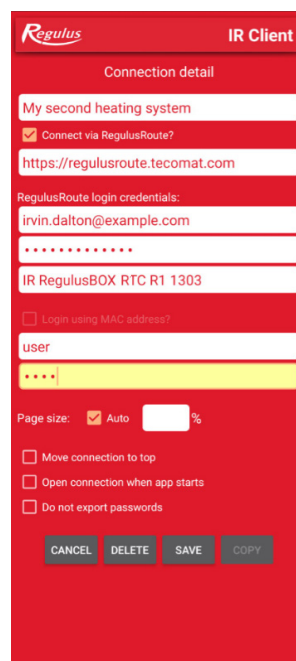 Regulus IR Client
Connection detail
My second heating system
Connect via RegulusRoute?
https://regulusroute.tecomat.com
RegulusRoute login credentials:
irvin.dalton@example.com
•••••••••••••
IR RegulusBOX RTC R1 1303
Login using MAC address?
user
••••
Page size: Auto %
Move connection to top
Open connection when app starts
Do not export passwords
CANCEL DELETE SAVE COPY